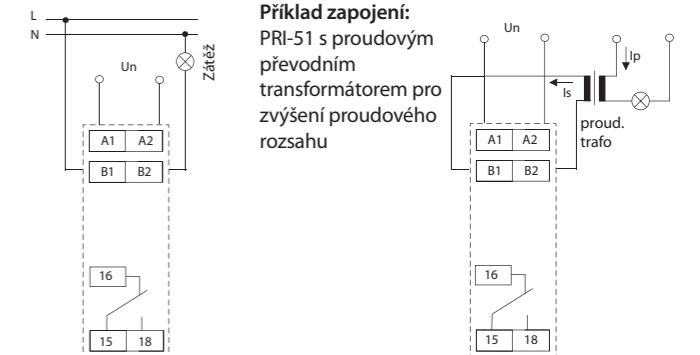 L
N
Un
Zátěž
A1 A2
B1 B2
16
15 18
Příklad zapojení:
PRI-51 s proudovým
převodním
transformátorem pro
zvýšení proudového
rozsahu
Un
Ip
Is
proud.
trafo
A1 A2
B1 B2
16
15 18